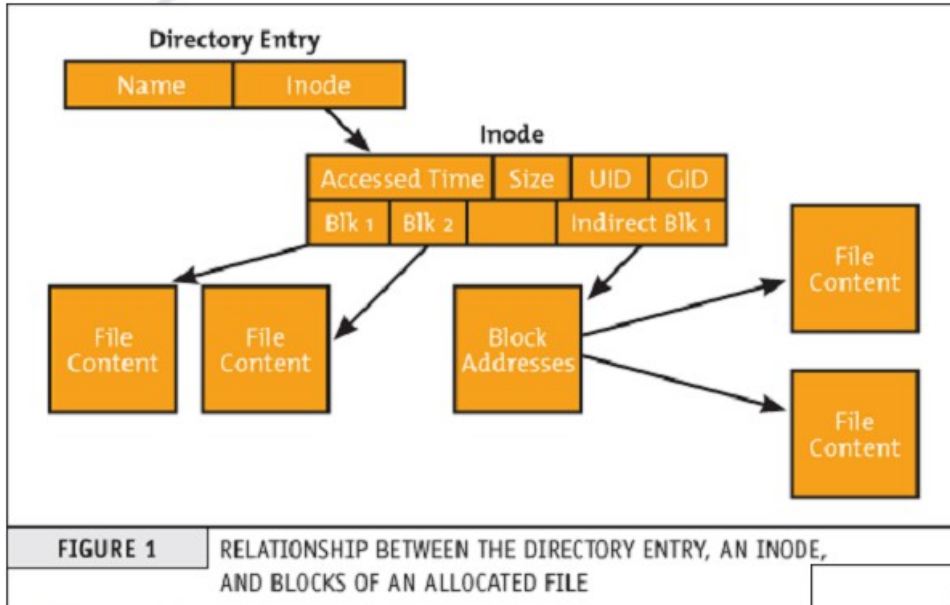 Directory Entry
Name Inode
Inode
Accessed Time Size UID GID
Blk 1 Blk 2 Indirect Blk 1
File
Content
File
Content
Block
Addresses
File
Content
File
Content
FIGURE 1
RELATIONSHIP BETWEEN THE DIRECTORY ENTRY, AN INODE,
AND BLOCKS OF AN ALLOCATED FILE